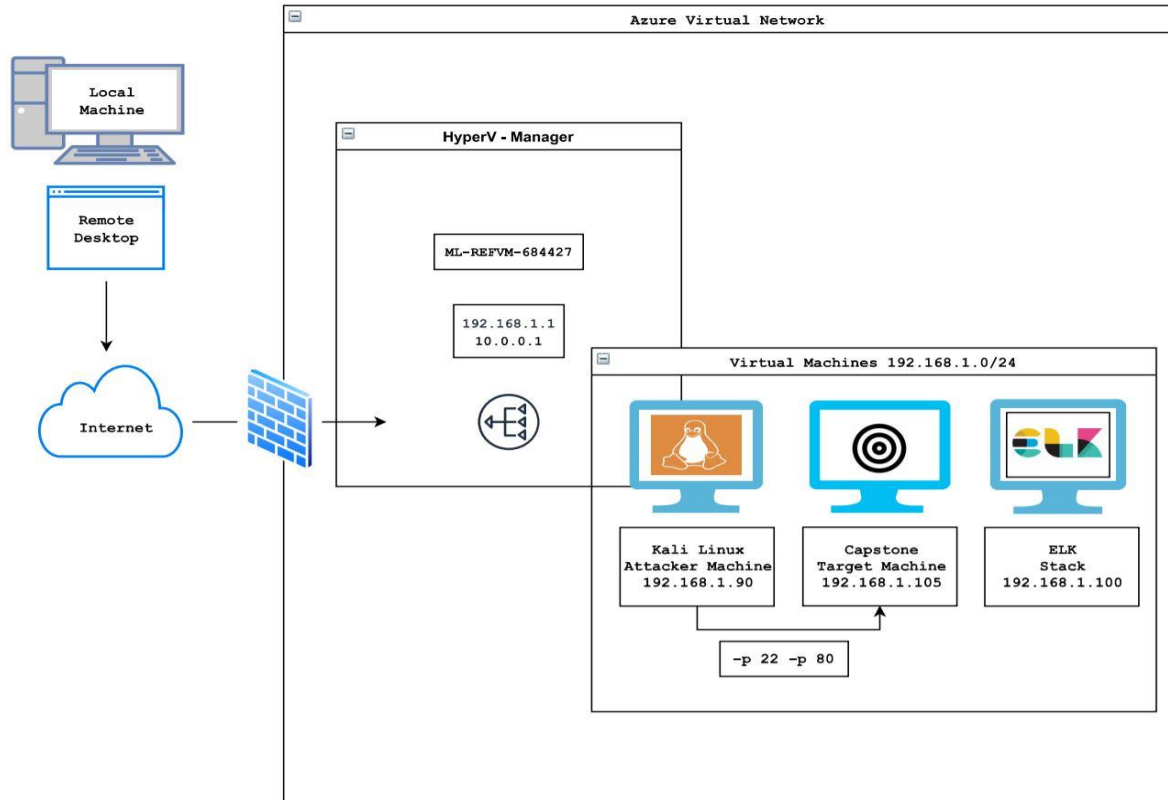 Azure Virtual Network
Local
Machine
Remote
Desktop
Internet
HyperV - Manager
ML-REFVM-684427
192.168.1.1
10.0.0.1
Virtual Machines 192.168.1.0/24
ELK
Kali Linux
Attacker Machine
192.168.1.90
Capstone
Target Machine
192.168.1.105
ELK
Stack
192.168.1.100
-p 22 -p 80